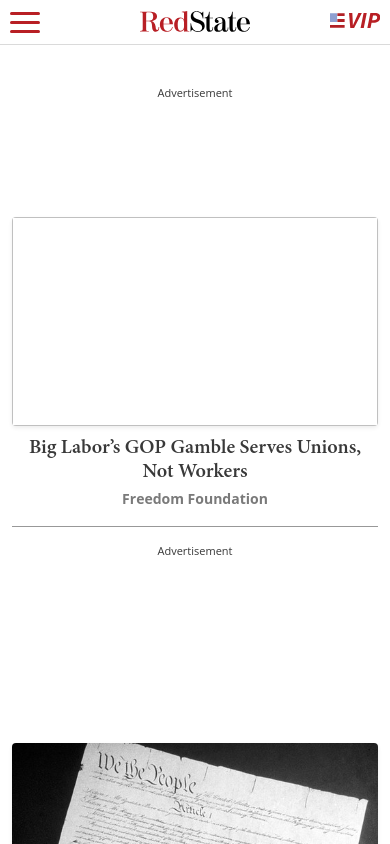 RedState
VIP
Advertisement
Big Labor’s GOP Gamble Serves Unions,
Not Workers
Freedom Foundation
Advertisement
We the People
Article I